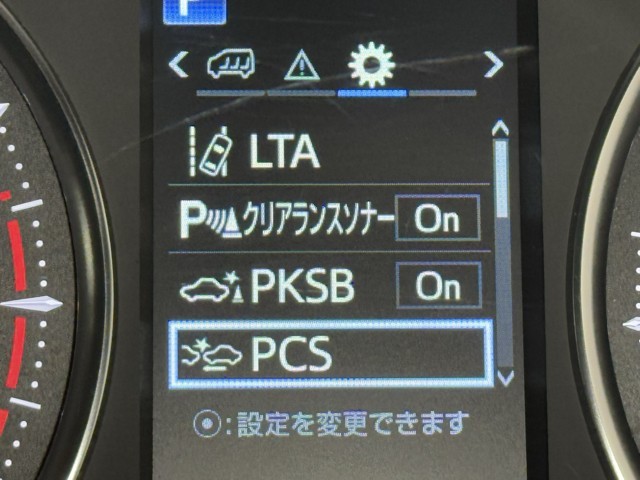 P
LTA
Pクリアランスソナー On
PKSB On
PCS
:設定を変更できます